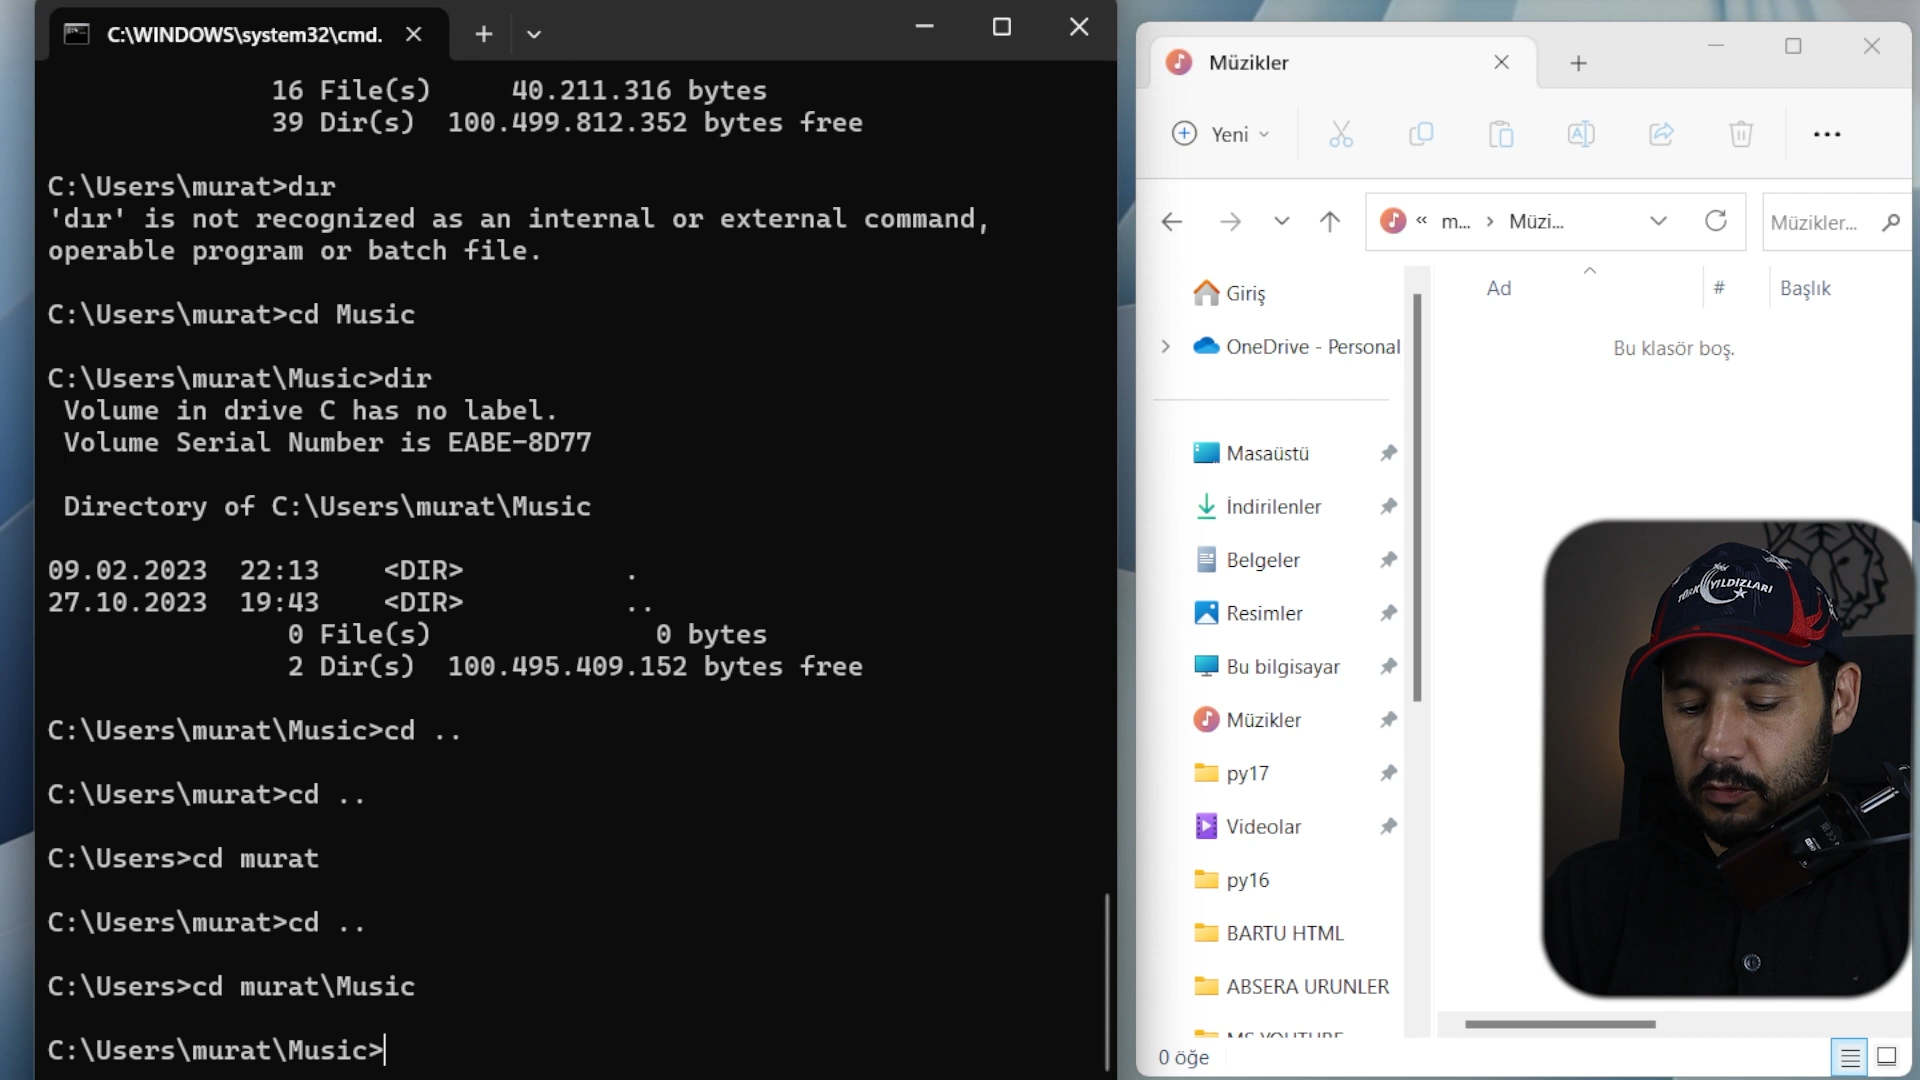 C:\WINDOWS\system32\cmd.
16 File(s) 40.211.316 bytes
39 Dir(s) 100.499.812.352 bytes free
C:\Users\murat>dır
'dır' is not recognized as an internal or external command,
operable program or batch file.
C:\Users\murat>cd Music
C:\Users\murat\Music>dir
Volume in drive C has no label.
Volume Serial Number is EABE-8D77
Directory of C:\Users\murat\Music
09.02.2023 22:13 <DIR> .
27.10.2023 19:43 <DIR> ..
0 File(s) 0 bytes
2 Dir(s) 100.495.409.152 bytes free
C:\Users\murat\Music>cd ..
C:\Users\murat>cd ..
C:\Users>cd murat
C:\Users\murat>cd ..
C:\Users>cd murat\Music
C:\Users\murat\Music>
Müzikler
Yeni
« m... > Müzi...
Müzikler...
Ad # Başlık
Bu klasör boş.
Giriş
OneDrive - Personal
Masaüstü
İndirilenler
Belgeler
Resimler
Bu bilgisayar
Müzikler
py17
Videolar
py16
BARTU HTML
ABSERA URUNLER
MS YOUTUBE
0 öğe
TÜRK YILDIZLARI